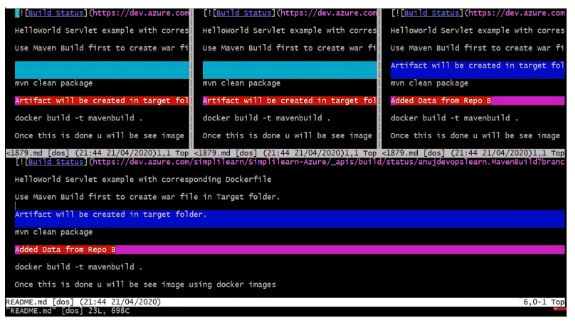 [![Build Status](https://dev.azure.com
HelloWorld Servlet example with corres
Use Maven Build first to create war fi
mvn clean package
Artifact will be created in target fol
docker build -t mavenbuild .
Once this is done u will be see image
<1879.md [dos] (21:44 21/04/2020)1,1 Top
[![Build Status](https://dev.azure.com
HelloWorld Servlet example with corres
Use Maven Build first to create war fi
mvn clean package
Artifact will be created in target fol
docker build -t mavenbuild .
Once this is done u will be see image
<1879.md [dos] (21:44 21/04/2020)1,1 Top
[![Build Status](https://dev.azure.com
HelloWorld Servlet example with corres
Use Maven Build first to create war fi
Artifact will be created in target fol
mvn clean package
Added Data from Repo B
docker build -t mavenbuild .
Once this is done u will be see image
<1879.md [dos] (21:44 21/04/2020)1,1 Top
[![Build Status](https://dev.azure.com/simplilearn/Simplilearn-Azure/_apis/build/status/anujdevopslearn.MavenBuild?branc
HelloWorld Servlet example with corresponding Dockerfile
Use Maven Build first to create war file in Target folder.
Artifact will be created in target folder.
mvn clean package
Added Data from Repo B
docker build -t mavenbuild .
Once this is done u will be see image using docker images
README.md [dos] (21:44 21/04/2020) 6,0-1 Top
"README.md" [dos] 23L, 698C